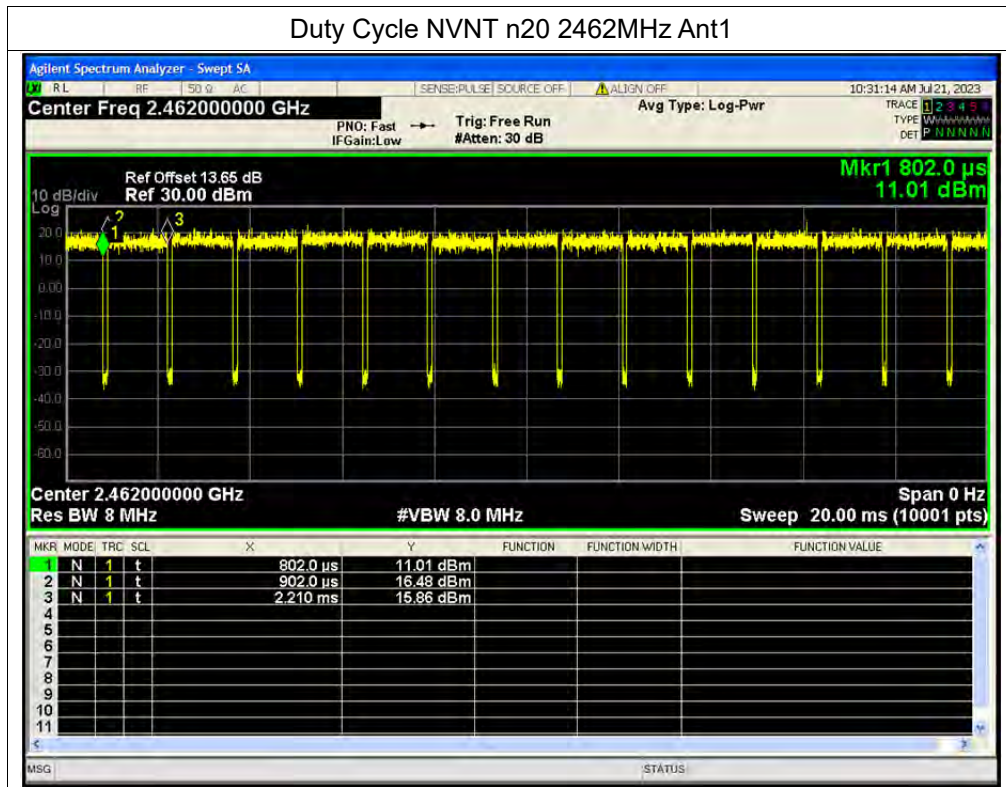 Duty Cycle NVNT n20 2462MHz Ant1
Agilent Spectrum Analyzer - Swept SA
RL RF 50 Ω AC SENSE:PULSE SOURCE OFF ALIGN OFF 10:31:14 AM Jul 21, 2023
Center Freq 2.462000000 GHz Avg Type: Log-Pwr TRACE 1 2 3 4 5 6
PNO: Fast Trig: Free Run TYPE
IFGain:Low #Atten: 30 dB DET P N N N N N
Mkr1 802.0 µs
Ref Offset 13.65 dB
10 dB/div Ref 30.00 dBm 11.01 dBm
Log
2
3
1
20.0
10.0
0.00
-10.0
-20.0
-30.0
-40.0
-50.0
-60.0
Center 2.462000000 GHz Span 0 Hz
Res BW 8 MHz #VBW 8.0 MHz Sweep 20.00 ms (10001 pts)
MKR MODE TRC SCL X Y FUNCTION FUNCTION WIDTH FUNCTION VALUE
1 N 1 t 802.0 µs 11.01 dBm
2 N 1 t 902.0 µs 16.48 dBm
3 N 1 t 2.210 ms 15.86 dBm
4
5
6
7
8
9
10
11
MSG STATUS